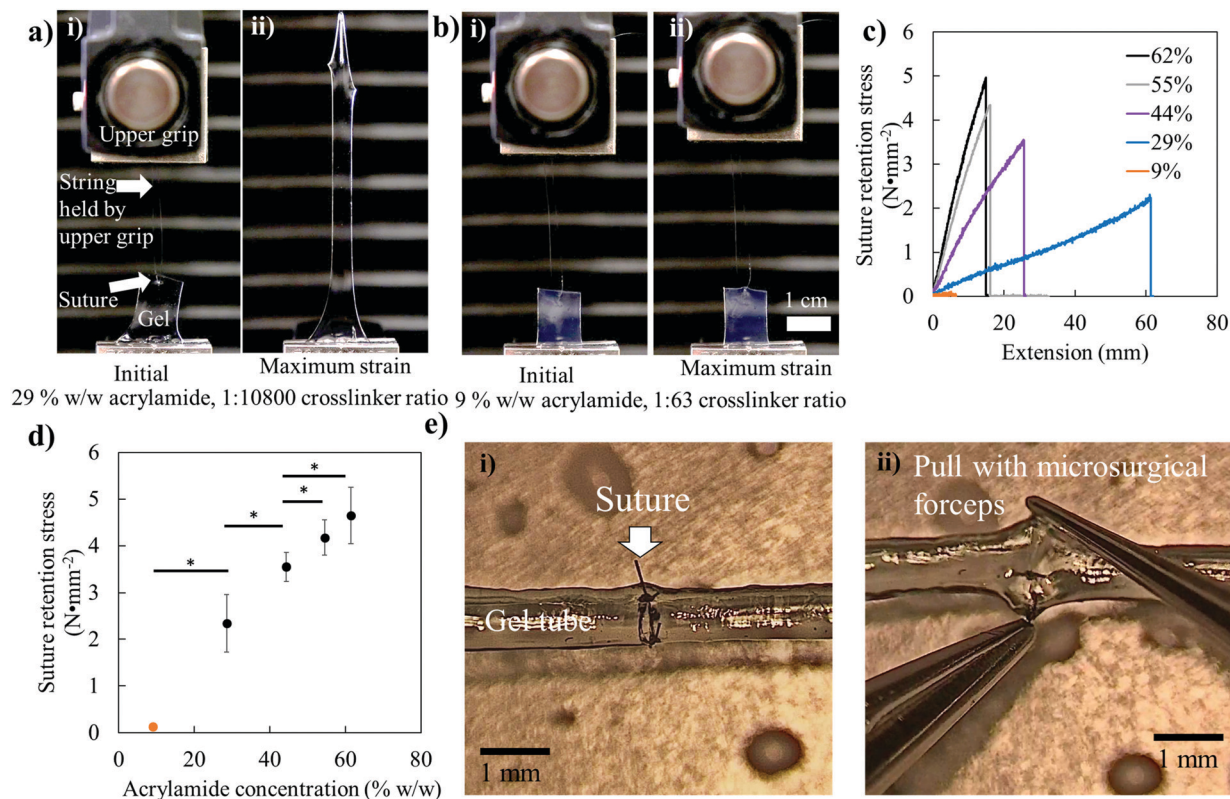 a)
i)
ii)
Upper grip
String
held by
upper grip
Suture
Gel
Initial
Maximum strain
29 % w/w acrylamide, 1:10800 crosslinker ratio
b)
i)
ii)
1 cm
Initial
Maximum strain
9 % w/w acrylamide, 1:63 crosslinker ratio
c)
Suture retention stress
(N•mm-2)
6
5
4
3
2
1
0
0
20
40
60
80
Extension (mm)
62%
55%
44%
29%
9%
d)
Suture retention stress
(N•mm-2)
6
5
4
3
2
1
0
0
20
40
60
80
Acrylamide concentration (% w/w)
*
*
*
*
e)
i)
Suture
Gel tube
1 mm
ii)
Pull with microsurgical
forceps
1 mm